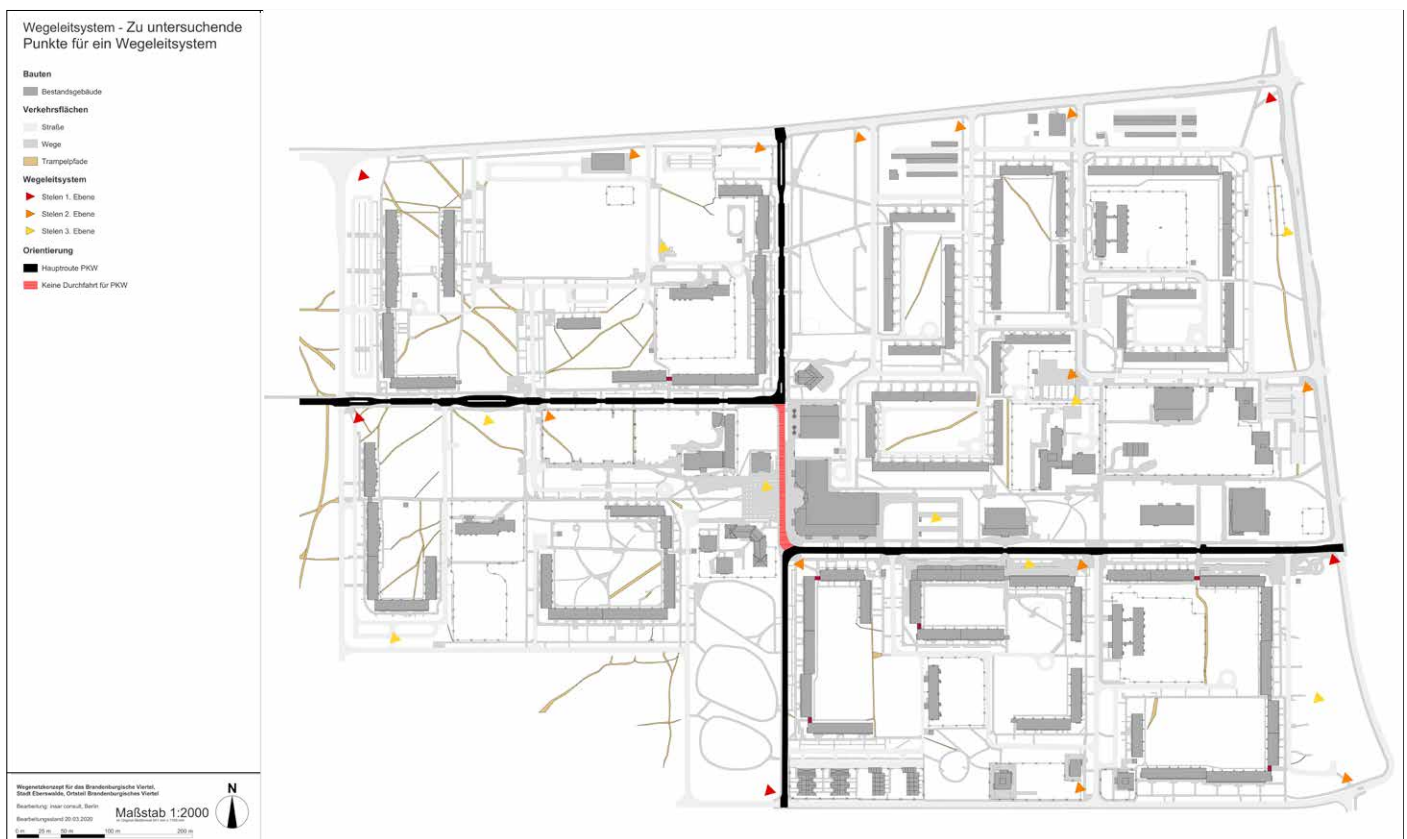 Wegeleitsystem - Zu untersuchende
Punkte für ein Wegeleitsystem
Bauten
Bestandsgebäude
Verkehrsflächen
Straße
Wege
Trampelpfade
Wegeleitsystem
Stelen 1. Ebene
Stelen 2. Ebene
Stelen 3. Ebene
Orientierung
Hauptroute PKW
Keine Durchfahrt für PKW
Wegenetzkonzept für das Brandenburgische Viertel,
Stadt Eberswalde, Ortsteil Brandenburgisches Viertel
Bearbeitung: insar consult, Berlin
Bearbeitungsstand 20.03.2020
Maßstab 1:2000
N
0 m 25 m 50 m 100 m 200 m